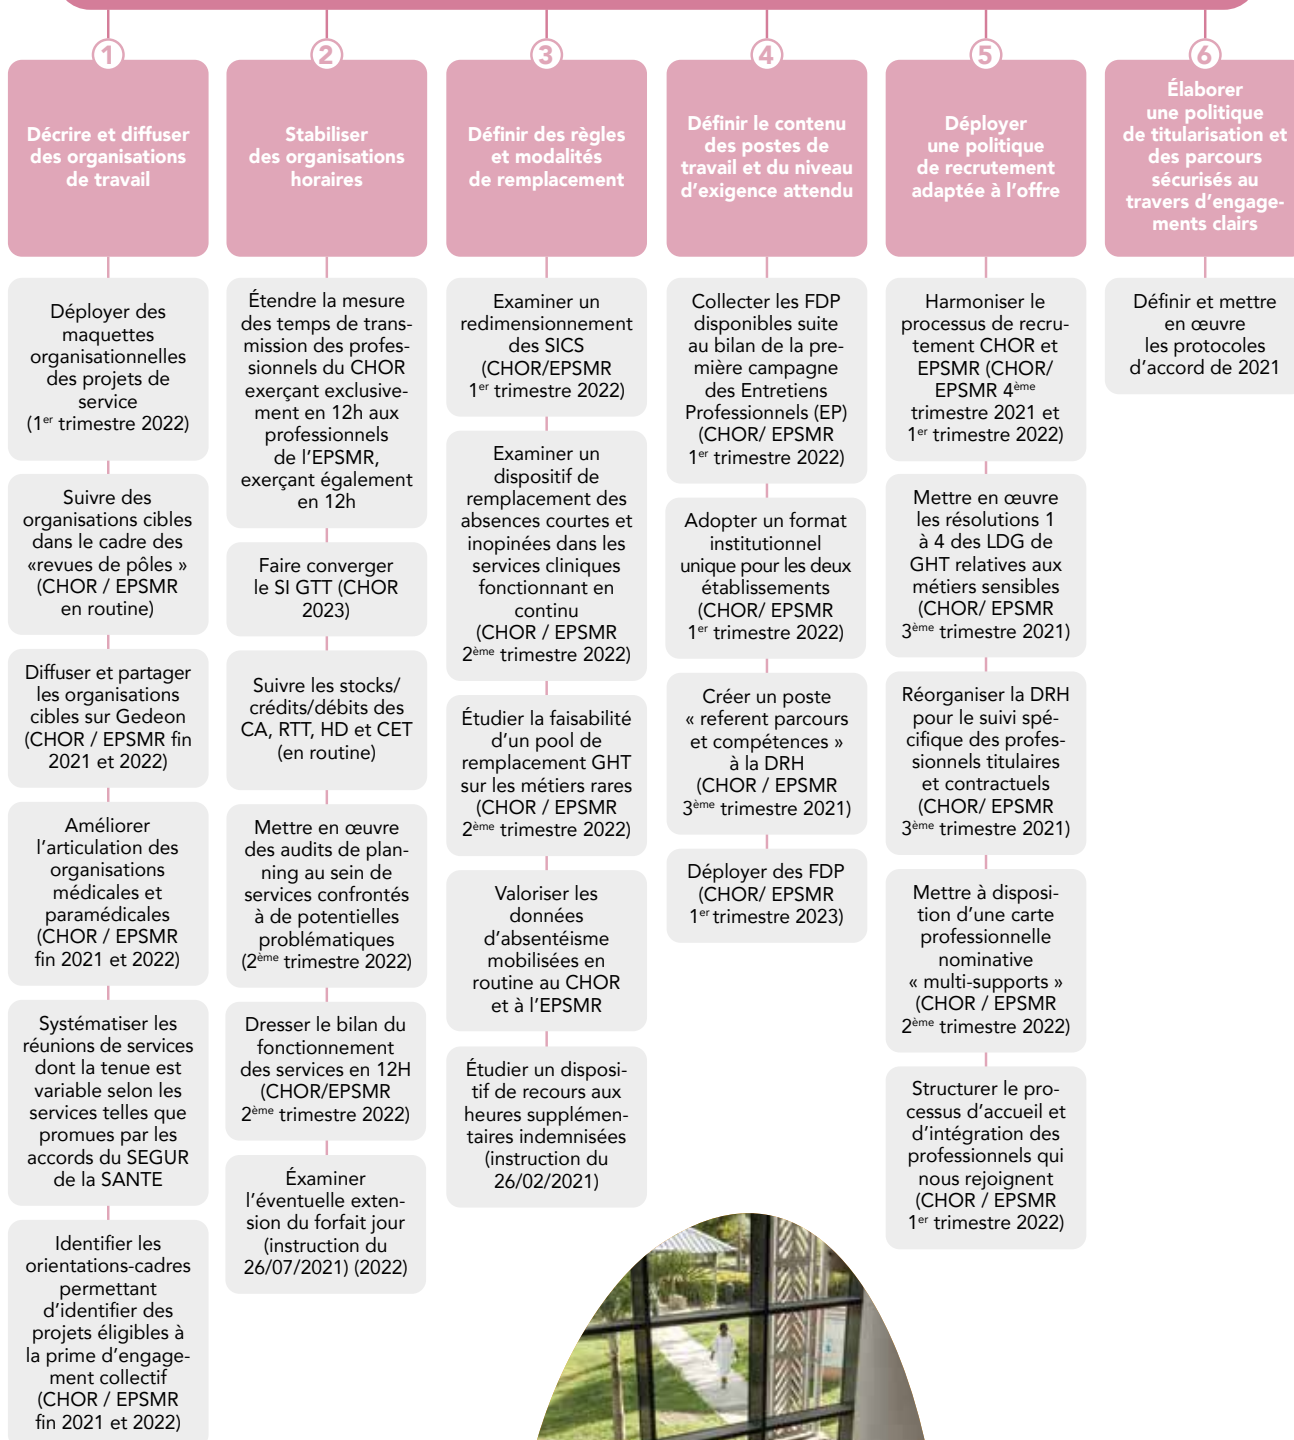 1
Décrire et diffuser
des organisations
de travail
Déployer des
maquettes
organisationnelles
des projets de
service
(1er trimestre 2022)
Suivre des
organisations cibles
dans le cadre des
«revues de pôles »
(CHOR / EPSMR
en routine)
Diffuser et partager
les organisations
cibles sur Gedeon
(CHOR / EPSMR fin
2021 et 2022)
Améliorer
l’articulation des
organisations
médicales et
paramédicales
(CHOR / EPSMR
fin 2021 et 2022)
Systématiser les
réunions de services
dont la tenue est
variable selon les
services telles que
promues par les
accords du SEGUR
de la SANTE
Identifier les
orientations-cadres
permettant
d’identifier des
projets éligibles à
la prime d’engage-
ment collectif
(CHOR / EPSMR
fin 2021 et 2022)
2
Stabiliser
des organisations
horaires
Étendre la mesure
des temps de trans-
mission des profes-
sionnels du CHOR
exerçant exclusive-
ment en 12h aux
professionnels
de l’EPSMR,
exerçant également
en 12h
Faire converger
le SI GTT (CHOR
2023)
Suivre les stocks/
crédits/débits des
CA, RTT, HD et CET
(en routine)
Mettre en œuvre
des audits de plan-
ning au sein de
services confrontés
à de potentielles
problématiques
(2ème trimestre 2022)
Dresser le bilan du
fonctionnement
des services en 12H
(CHOR/EPSMR
2ème trimestre 2022)
Éxaminer
l’éventuelle exten-
sion du forfait jour
(instruction du
26/07/2021) (2022)
3
Définir des règles
et modalités
de remplacement
Examiner un
redimensionnement
des SICS
(CHOR/EPSMR
1er trimestre 2022)
Examiner un
dispositif de
remplacement des
absences courtes et
inopinées dans les
services cliniques
fonctionnant en
continu
(CHOR / EPSMR
2ème trimestre 2022)
Étudier la faisabilité
d’un pool de
remplacement GHT
sur les métiers rares
(CHOR / EPSMR
2ème trimestre 2022)
Valoriser les
données
d’absentéisme
mobilisées en
routine au CHOR
et à l’EPSMR
Étudier un disposi-
tif de recours aux
heures supplémen-
taires indemnisées
(instruction du
26/02/2021)
4
Définir le contenu
des postes de
travail et du niveau
d’exigence attendu
Collecter les FDP
disponibles suite
au bilan de la pre-
mière campagne
des Entretiens
Professionnels (EP)
(CHOR/ EPSMR
1er trimestre 2022)
Adopter un format
institutionnel
unique pour les deux
établissements
(CHOR/ EPSMR
1er trimestre 2022)
Créer un poste
« referent parcours
et compétences »
à la DRH
(CHOR / EPSMR
3ème trimestre 2021)
Déployer des FDP
(CHOR/ EPSMR
1er trimestre 2023)
5
Déployer
une politique
de recrutement
adaptée à l’offre
Harmoniser le
processus de recru-
tement CHOR et
EPSMR (CHOR/
EPSMR 4ème
trimestre 2021 et
1er trimestre 2022)
Mettre en œuvre
les résolutions 1
à 4 des LDG de
GHT relatives aux
métiers sensibles
(CHOR/ EPSMR
3ème trimestre 2021)
Réorganiser la DRH
pour le suivi spé-
cifique des profes-
sionnels titulaires
et contractuels
(CHOR/ EPSMR
3ème trimestre 2021)
Mettre à disposi-
tion d’une carte
professionnelle
nominative
« multi-supports »
(CHOR / EPSMR
2ème trimestre 2022)
Structurer le pro-
cessus d’accueil et
d’intégration des
professionnels qui
nous rejoignent
(CHOR / EPSMR
1er trimestre 2022)
6
Élaborer
une politique
de titularisation et
des parcours
sécurisés au
travers d’engage-
ments clairs
Définir et mettre
en œuvre
les protocoles
d’accord de 2021